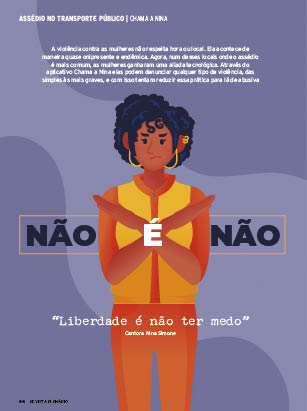 ASSÉDIO NO TRANSPORTE PÚBLICO | CHAMA A NINA
A violência contra as mulheres não respeita hora ou local. Ela acontece de
maneira quase onipresente e endêmica. Agora, num desses locais onde o assédio
é mais comum, as mulheres ganharam uma aliada tecnológica. Através do
aplicativo Chama a Nina elas podem denunciar qualquer tipo de violência, das
simples às mais graves, e com isso tentam reduzir essa prática para lá de abusiva
NÃO É NÃO
“Liberdade é não ter medo”
Cantora Nina Simone
REVISTA PLENÁRIO